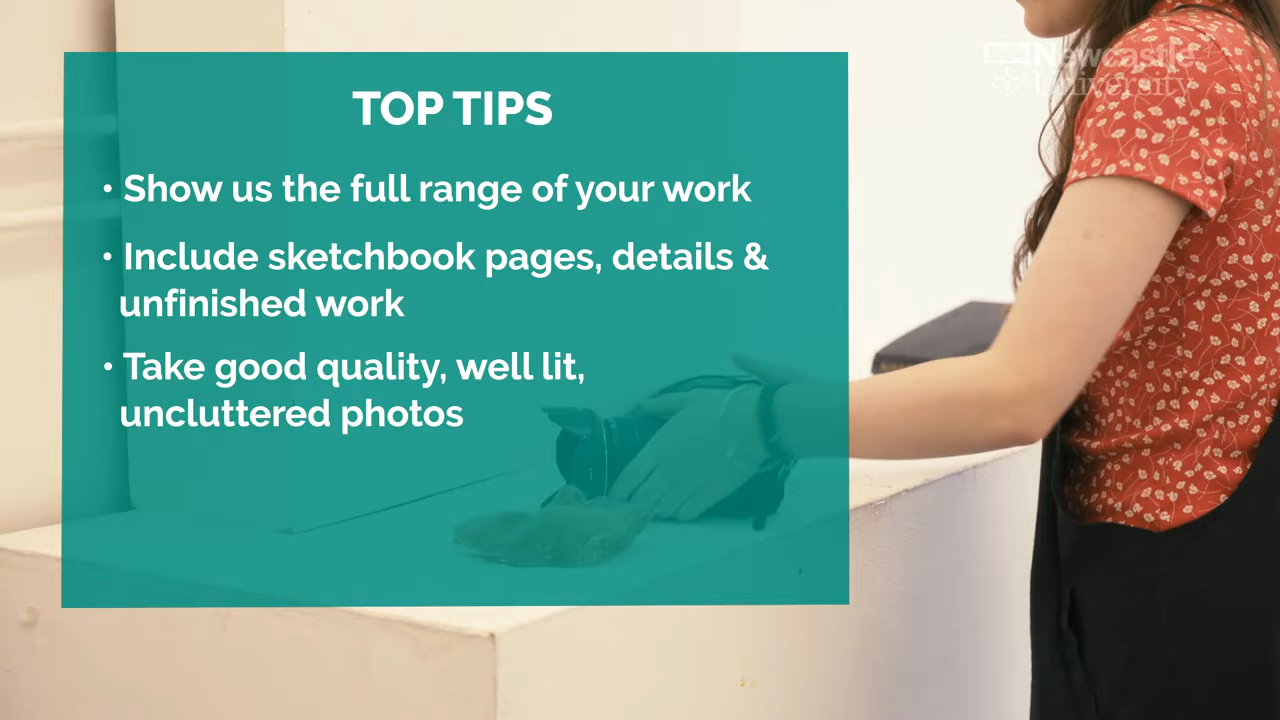 Newcastle
University
TOP TIPS
• Show us the full range of your work
• Include sketchbook pages, details &
unfinished work
• Take good quality, well lit,
uncluttered photos